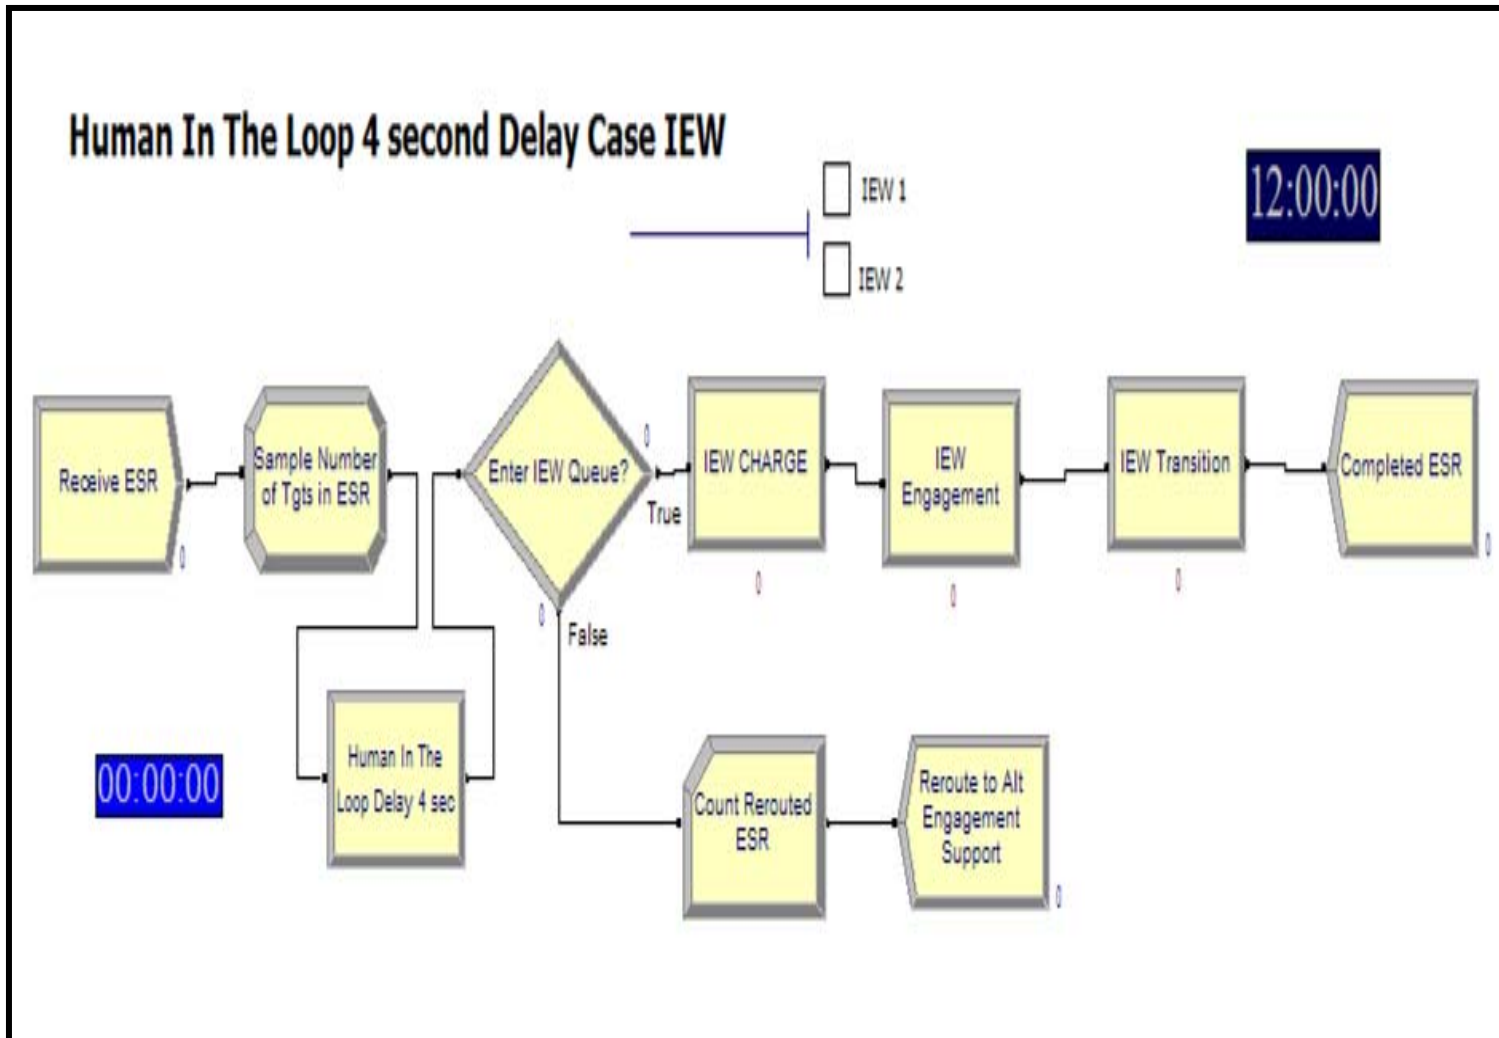 Human In The Loop 4 second Delay Case IEW
IEW 1
IEW 2
12:00:00
Receive ESR
0
Sample Number
of Tgts in ESR
Enter IEW Queue?
0
True
0
False
IEW CHARGE
0
IEW
Engagement
0
IEW Transition
0
Completed ESR
0
00:00:00
Human In The
Loop Delay 4 sec
Count Rerouted
ESR
Reroute to Alt
Engagement
Support
0